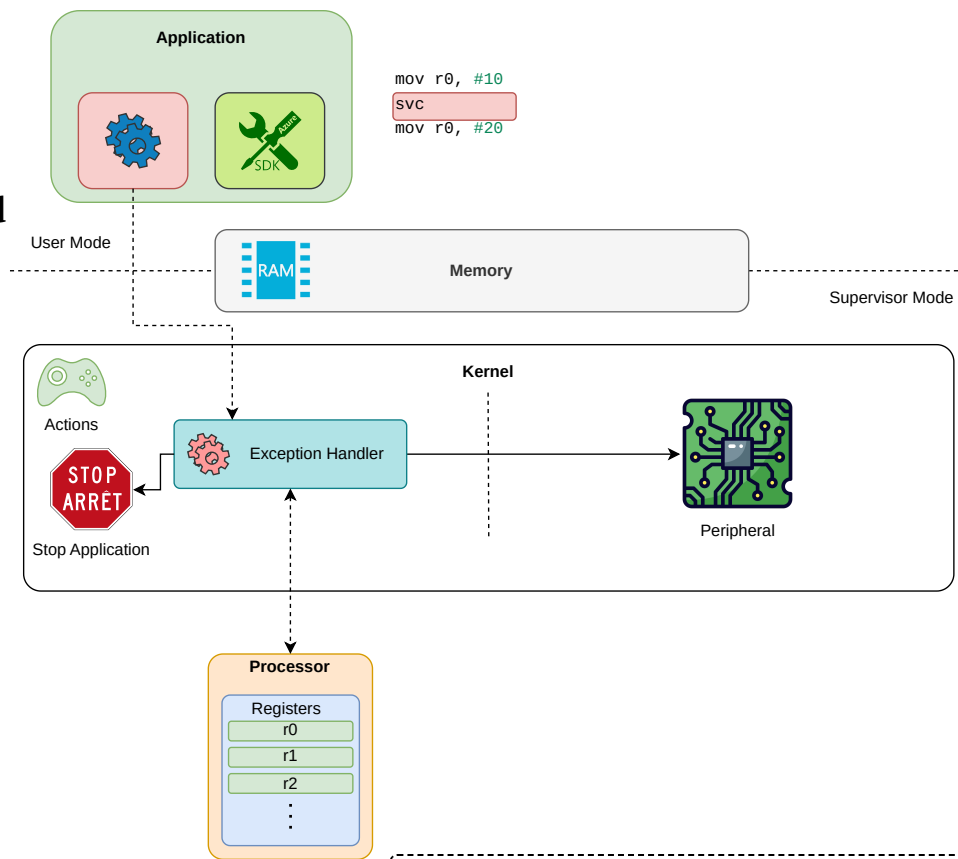 Application
mov r0, #10
svc
mov r0, #20
Azure
SDK
User Mode
RAM
Memory
Supervisor Mode
Kernel
Actions
Exception Handler
STOP
ARRÊT
Stop Application
Peripheral
Processor
Registers
r0
r1
r2